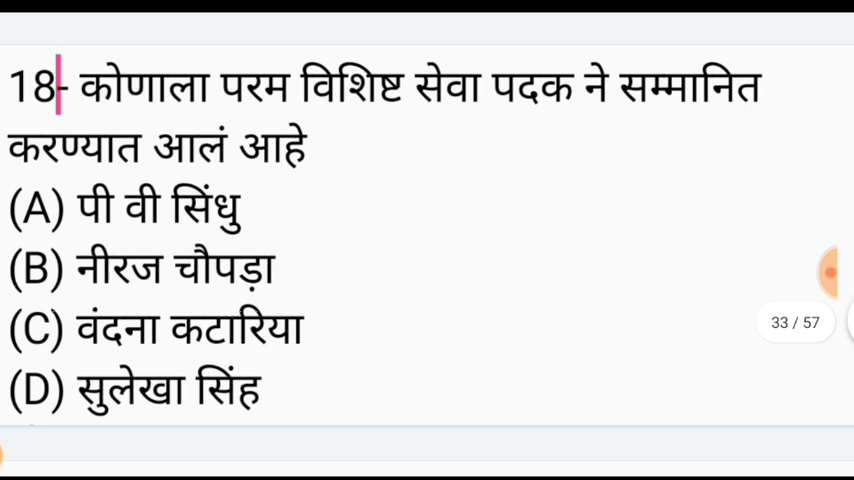 18- कोणाला परम विशिष्ट सेवा पदक ने सम्मानित
करण्यात आलं आहे
(A) पी वी सिंधु
(B) नीरज चौपड़ा
(C) वंदना कटारिया
(D) सुलेखा सिंह
33 / 57